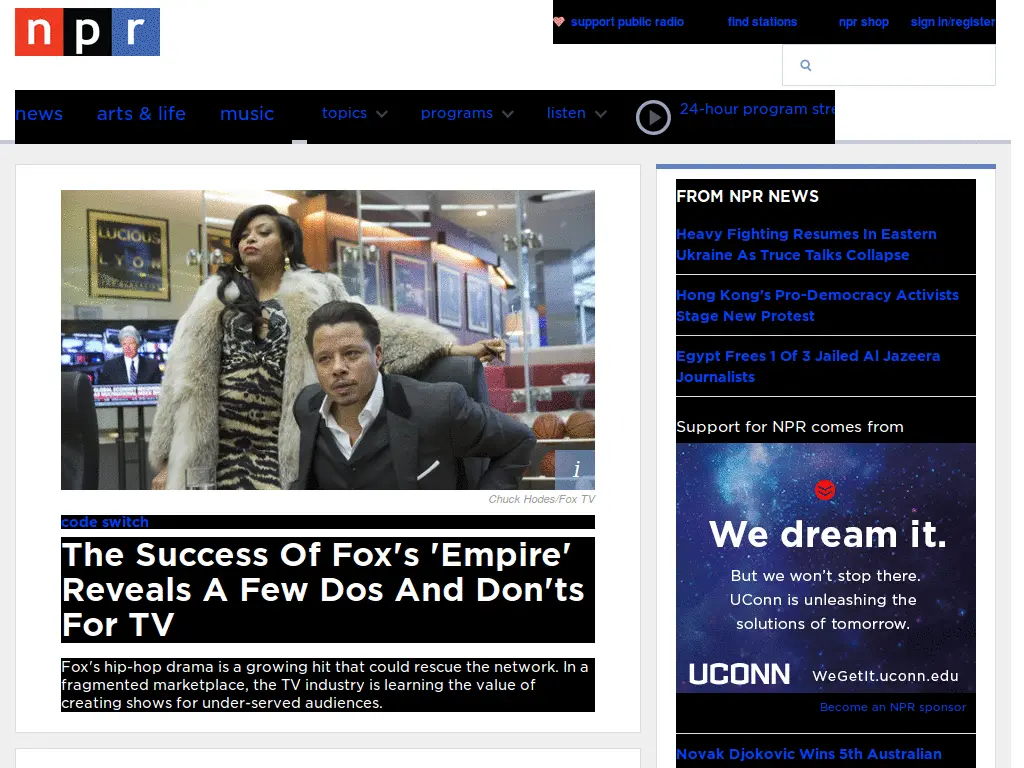 npr
support public radio
find stations
npr shop
sign in/register
news
arts & life
music
topics
programs
listen
24-hour program stre
LUCIOUS
LYON
i
Chuck Hodes/Fox TV
code switch
The Success Of Fox's 'Empire'
Reveals A Few Dos And Don'ts
For TV
Fox's hip-hop drama is a growing hit that could rescue the network. In a
fragmented marketplace, the TV industry is learning the value of
creating shows for under-served audiences.
FROM NPR NEWS
Heavy Fighting Resumes In Eastern
Ukraine As Truce Talks Collapse
Hong Kong's Pro-Democracy Activists
Stage New Protest
Egypt Frees 1 Of 3 Jailed Al Jazeera
Journalists
Support for NPR comes from
We dream it.
But we won't stop there.
UConn is unleashing the
solutions of tomorrow.
UCONN
WeGetIt.uconn.edu
Become an NPR sponsor
Novak Djokovic Wins 5th Australian